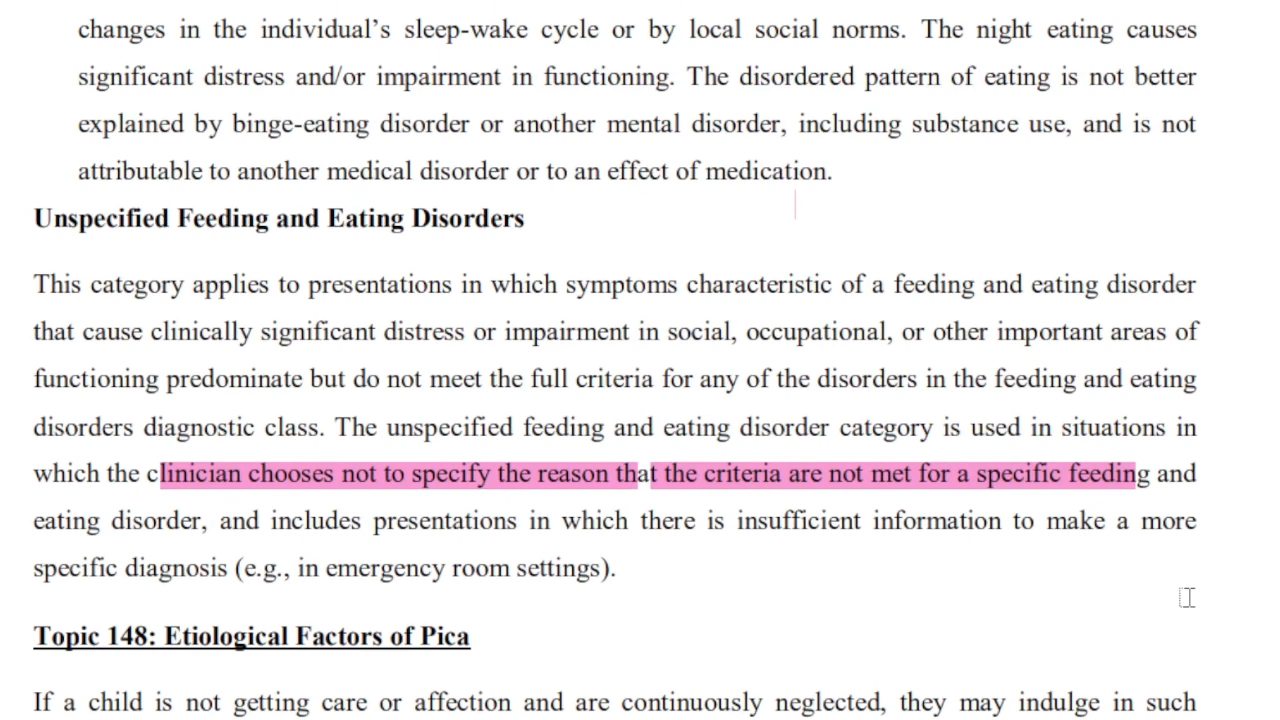 changes in the individual’s sleep-wake cycle or by local social norms. The night eating causes
significant distress and/or impairment in functioning. The disordered pattern of eating is not better
explained by binge-eating disorder or another mental disorder, including substance use, and is not
attributable to another medical disorder or to an effect of medication.
Unspecified Feeding and Eating Disorders
This category applies to presentations in which symptoms characteristic of a feeding and eating disorder
that cause clinically significant distress or impairment in social, occupational, or other important areas of
functioning predominate but do not meet the full criteria for any of the disorders in the feeding and eating
disorders diagnostic class. The unspecified feeding and eating disorder category is used in situations in
which the clinician chooses not to specify the reason that the criteria are not met for a specific feeding and
eating disorder, and includes presentations in which there is insufficient information to make a more
specific diagnosis (e.g., in emergency room settings).
Topic 148: Etiological Factors of Pica
If a child is not getting care or affection and are continuously neglected, they may indulge in such